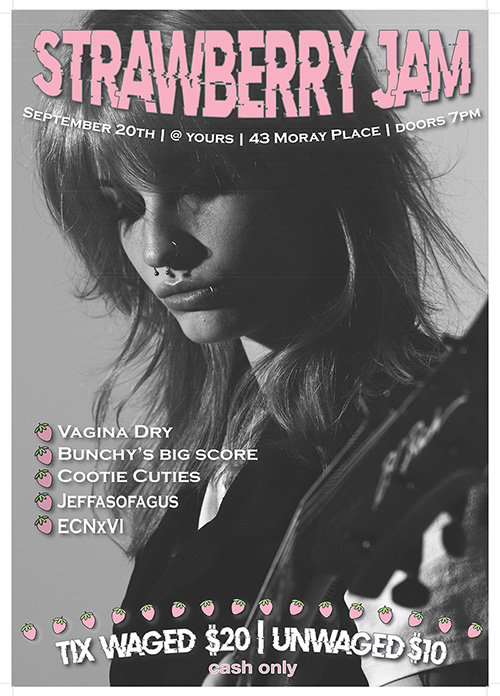 STRAWBERRY JAM
SEPTEMBER 20TH | @ YOURS | 43 MORAY PLACE | DOORS 7PM
VAGINA DRY
BUNCHY'S BIG SCORE
COOTIE CUTIES
JEFFASOFAGUS
ECNXVI
TIX WAGED $20 | UNWAGED $10
cash only